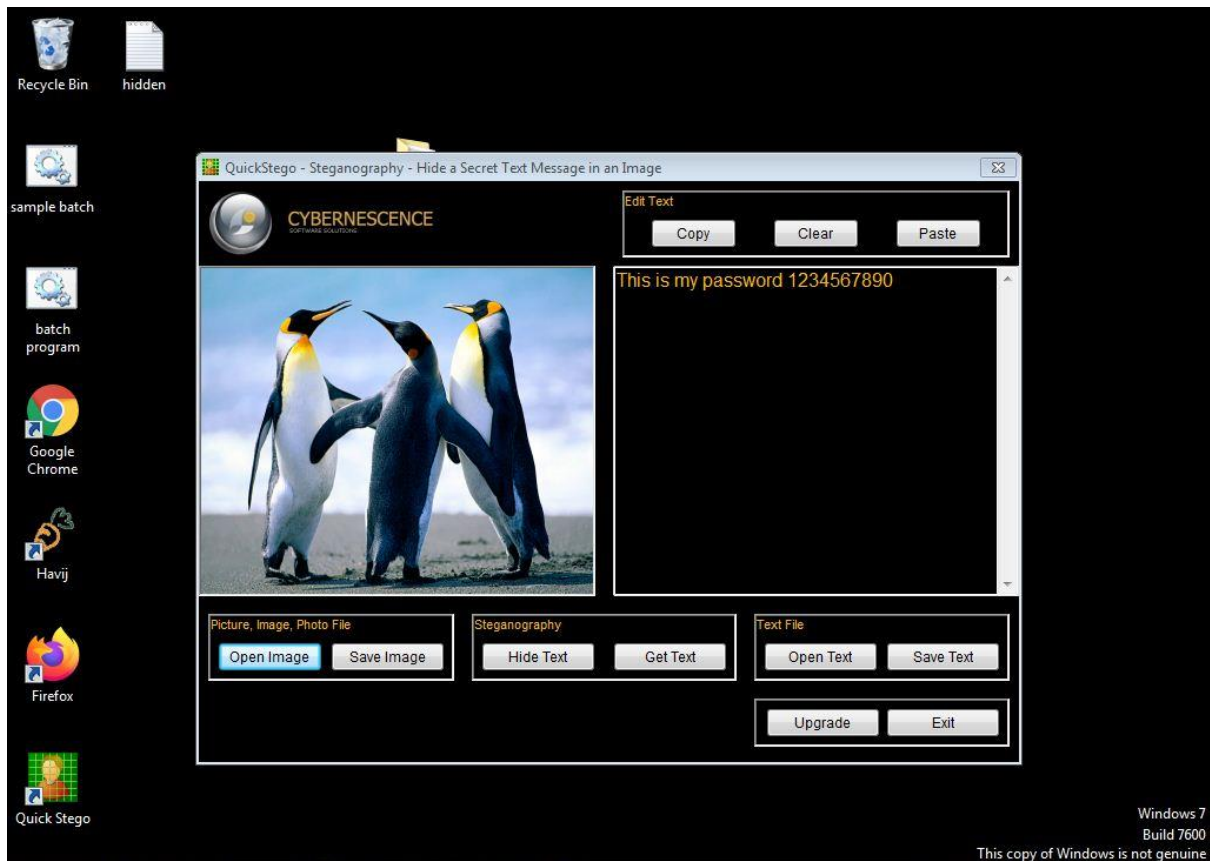 Recycle Bin
hidden
sample batch
batch
program
Google
Chrome
Havij
Firefox
Quick Stego
QuickStego - Steganography - Hide a Secret Text Message in an Image
CYBERNESCENCE
SOFTWARE SOLUTIONS
Edit Text
Copy Clear Paste
This is my password 1234567890
Picture, Image, Photo File
Open Image Save Image
Steganography
Hide Text Get Text
Text File
Open Text Save Text
Upgrade Exit
Windows 7
Build 7600
This copy of Windows is not genuine